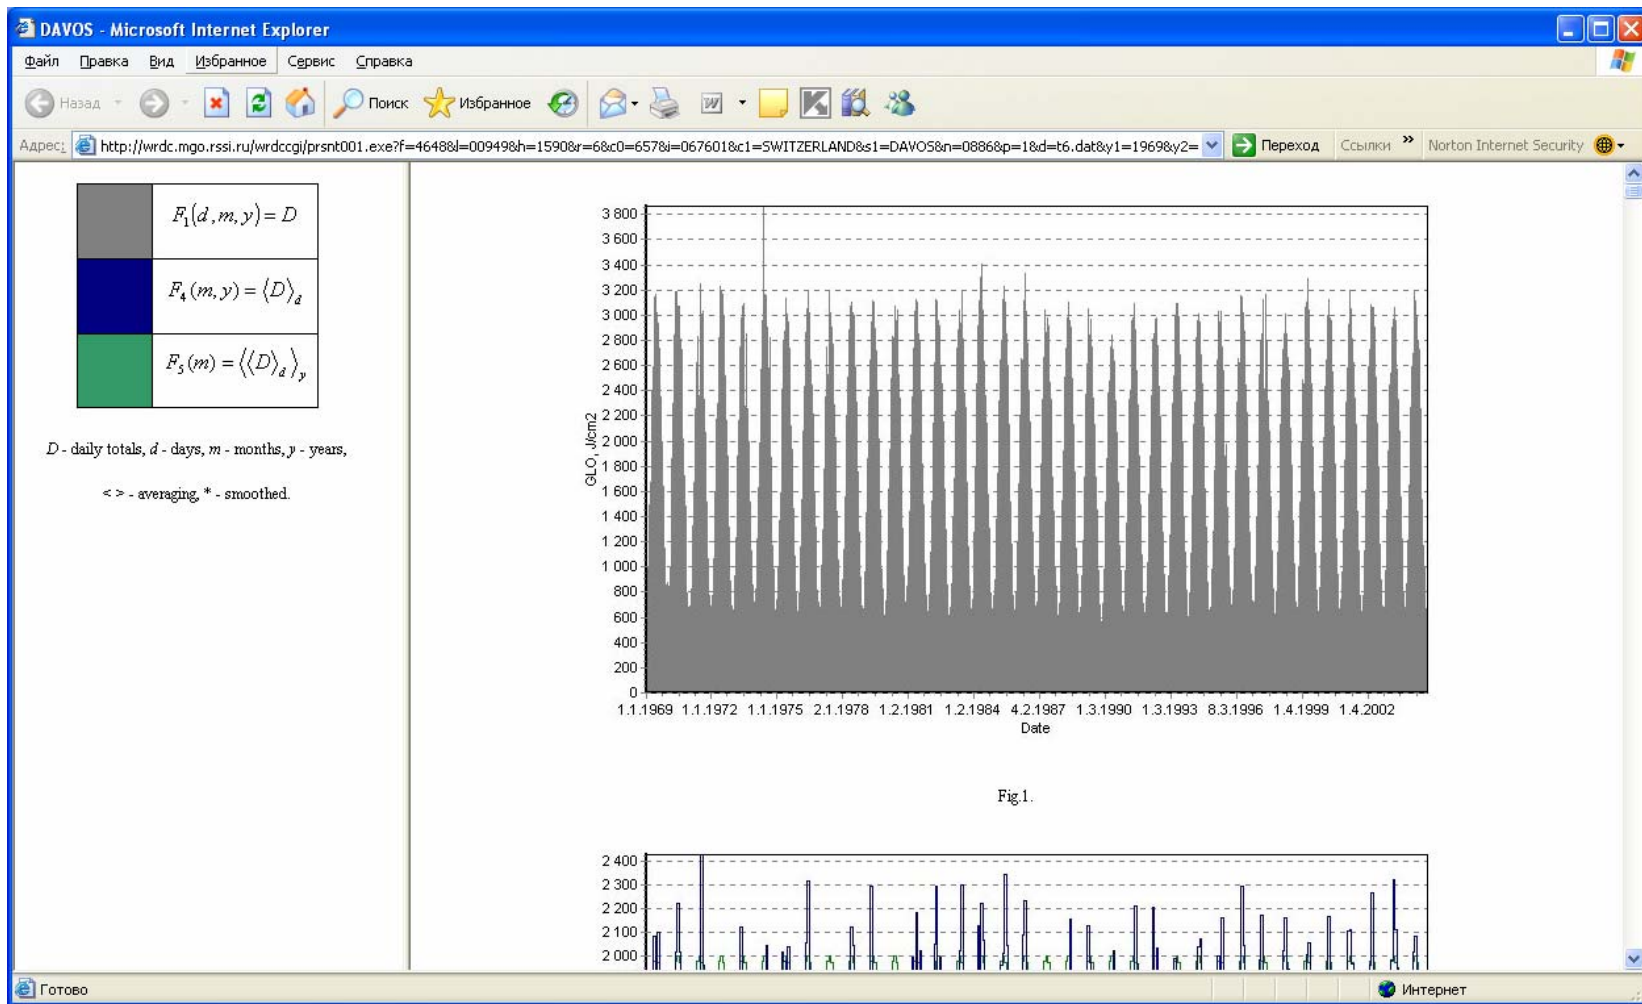 DAVOS - Microsoft Internet Explorer
Файл Правка Вид Избранное Сервис Справка
Назад Поиск Избранное
Адрес: http://wrdc.mgo.rssi.ru/wrdccgi/prsnt001.exe?f=4648&l=00949&h=1590&r=6&c0=657&i=067601&c1=SWITZERLAND&s1=DAVOS&n=0886&p=1&d=t6.dat&y1=1969&y2= Переход Ссылки » Norton Internet Security
F₁(d,m,y) = D
F₄(m,y) = ⟨D⟩_d
F₅(m) = ⟨⟨D⟩_d⟩_y
D - daily totals, d - days, m - months, y - years,
< > - averaging, * - smoothed.
3 800
3 600
3 400
3 200
3 000
2 800
2 600
2 400
2 200
2 000
1 800
1 600
1 400
1 200
1 000
800
600
400
200
0
GLO, J/cm2
1.1.1969 1.1.1972 1.1.1975 2.1.1978 1.2.1981 1.2.1984 4.2.1987 1.3.1990 1.3.1993 8.3.1996 1.4.1999 1.4.2002
Date
Fig.1.
2 400
2 300
2 200
2 100
2 000
Готово Интернет